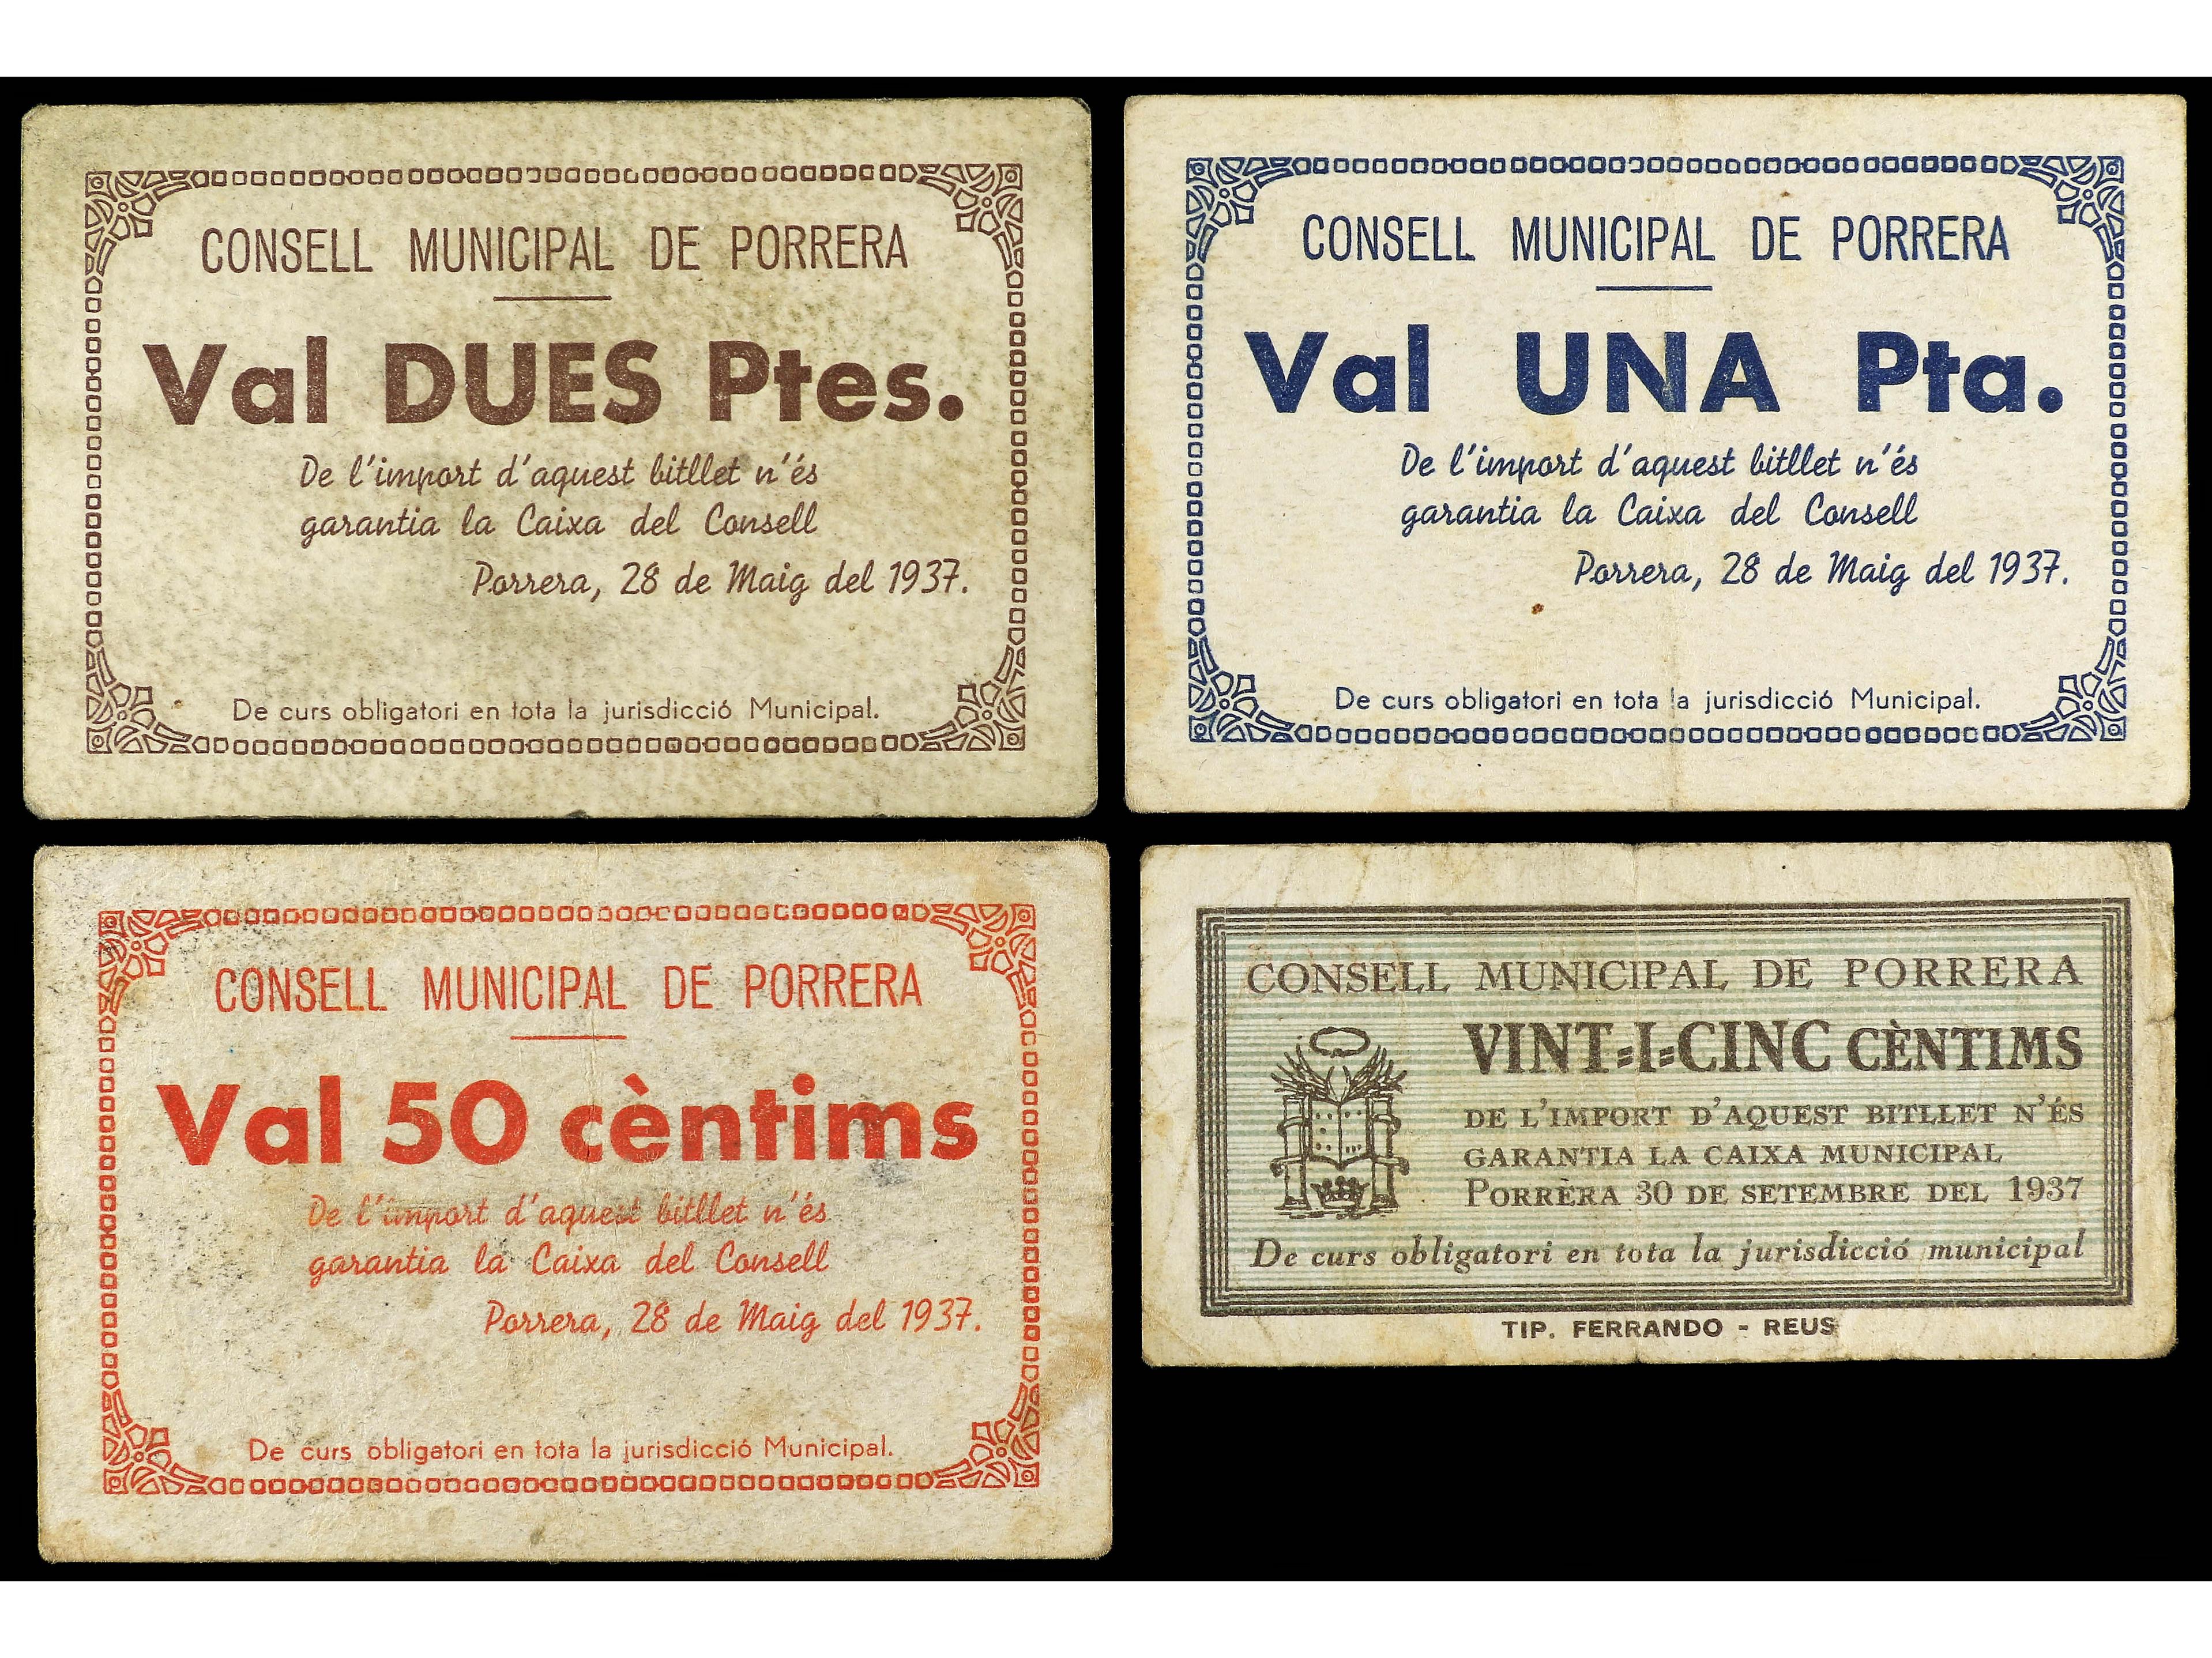 CONSELL MUNICIPAL DE PORRERA
Val DUES Ptes.
De l'import d'aquest bitllet n'és
garantia la Caixa del Consell
Porrera, 28 de Maig del 1937.
De curs obligatori en tota la jurisdicció Municipal.
CONSELL MUNICIPAL DE PORRERA
Val UNA Pta.
De l'import d'aquest bitllet n'és
garantia la Caixa del Consell
Porrera, 28 de Maig del 1937.
De curs obligatori en tota la jurisdicció Municipal.
CONSELL MUNICIPAL DE PORRERA
Val 50 cèntims
De l'import d'aquest bitllet n'és
garantia la Caixa del Consell
Porrera, 28 de Maig del 1937.
De curs obligatori en tota la jurisdicció Municipal.
CONSELL MUNICIPAL DE PORRERA
VINT-I-CINC CÈNTIMS
DE L'IMPORT D'AQUEST BITLLET N'ÉS
GARANTIA LA CAIXA MUNICIPAL
PORRERA 30 DE SETEMBRE DEL 1937
De curs obligatori en tota la jurisdicció municipal
TIP. FERRANDO - REUS